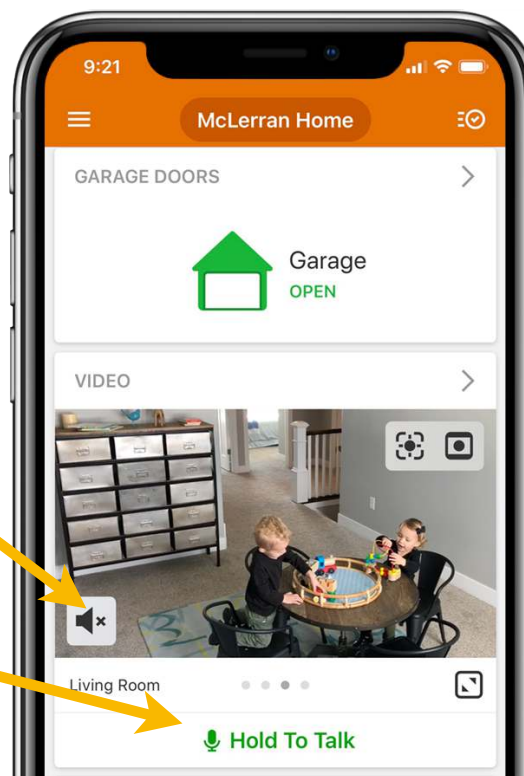 9:21
McLerran Home
GARAGE DOORS
Garage
OPEN
VIDEO
Living Room
Hold To Talk